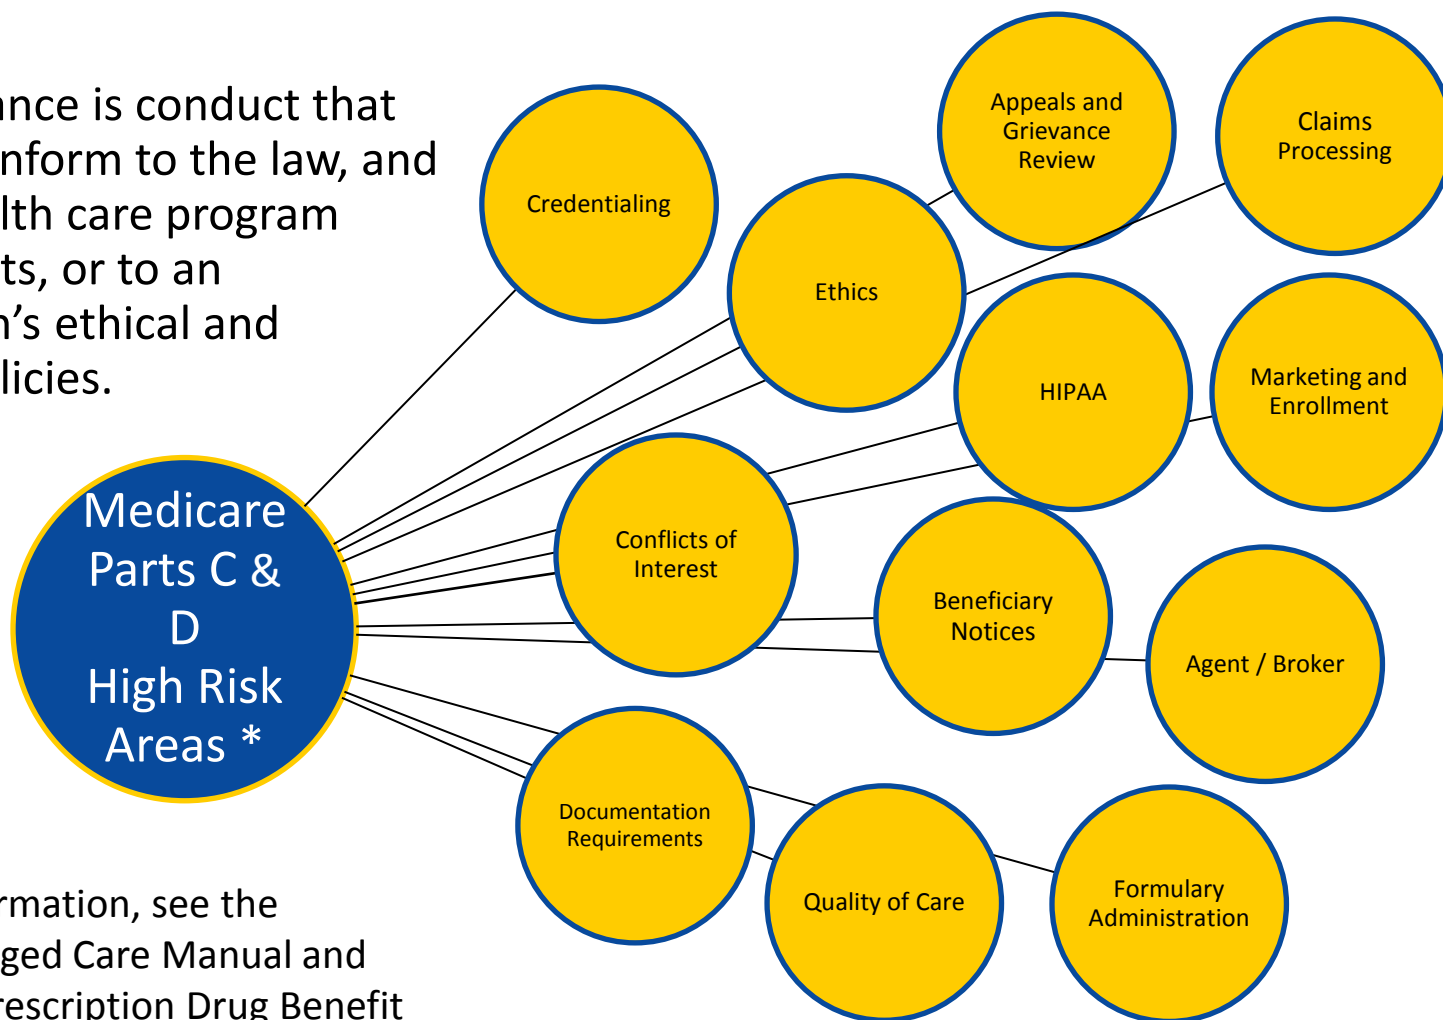 ance is conduct that
nform to the law, and
lth care program
ts, or to an
n's ethical and
licies.
Credentialing
Appeals and
Grievance
Review
Claims
Processing
Ethics
HIPAA
Marketing and
Enrollment
Medicare
Parts C &
D
High Risk
Areas *
Conflicts of
Interest
Beneficiary
Notices
Agent / Broker
Documentation
Requirements
Quality of Care
Formulary
Administration
rmation, see the
ged Care Manual and
rescription Drug Benefit